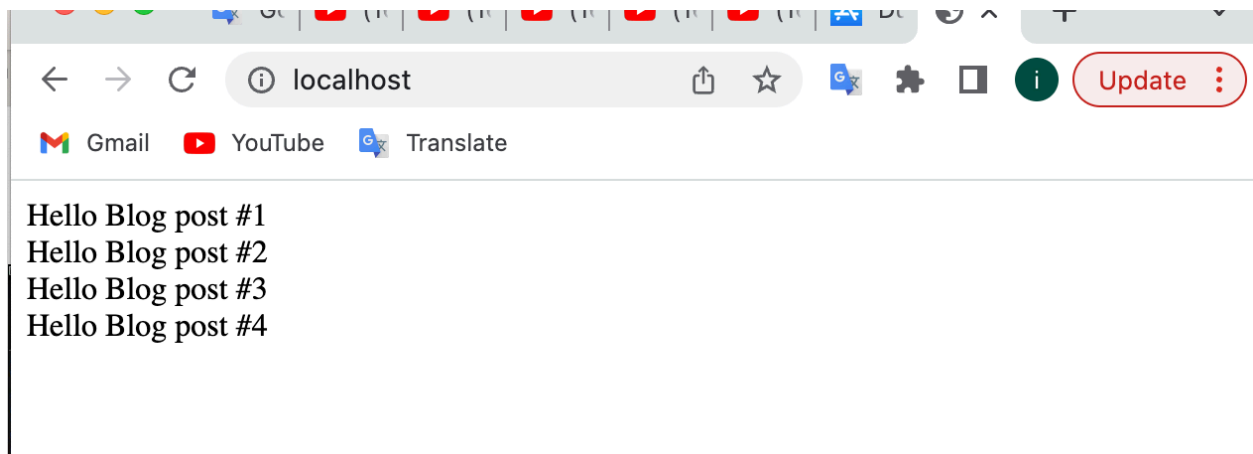 localhost
Update
Gmail YouTube Translate
Hello Blog post #1
Hello Blog post #2
Hello Blog post #3
Hello Blog post #4